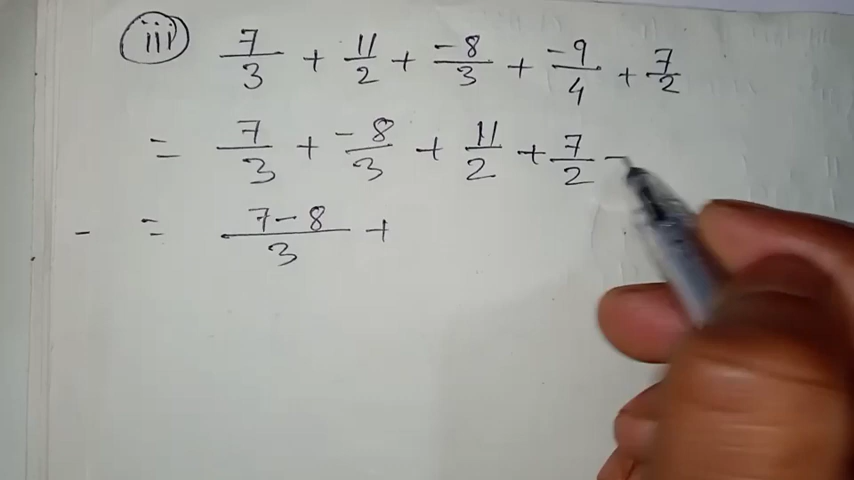 iii 7/3 + 11/2 + -8/3 + -9/4 + 7/2
= 7/3 + -8/3 + 11/2 + 7/2 -
- = 7-8/3 +